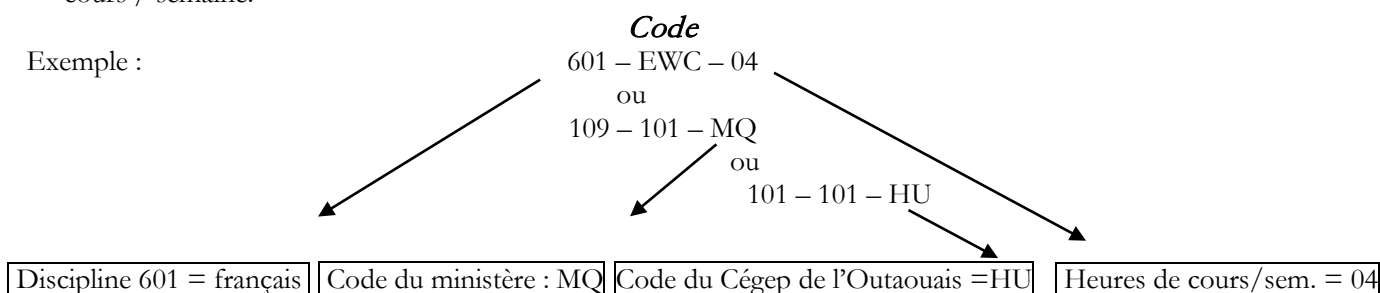 cours / semaine.
Code
Exemple :
601 – EWC – 04
ou
109 – 101 – MQ
ou
101 – 101 – HU
Discipline 601 = français
Code du ministère : MQ
Code du Cégep de l'Outaouais =HU
Heures de cours/sem. = 04